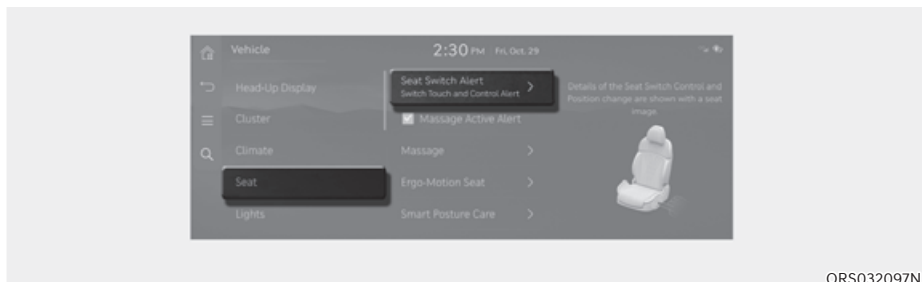 Vehicle
2:30 PM Fri, Oct. 29
Head-Up Display
Cluster
Climate
Seat
Lights
Seat Switch Alert
Switch Touch and Control Alert
Massage Active Alert
Massage
Ergo-Motion Seat
Smart Posture Care
Details of the Seat Switch Control and
Position change are shown with a seat
image.
ORS032097N